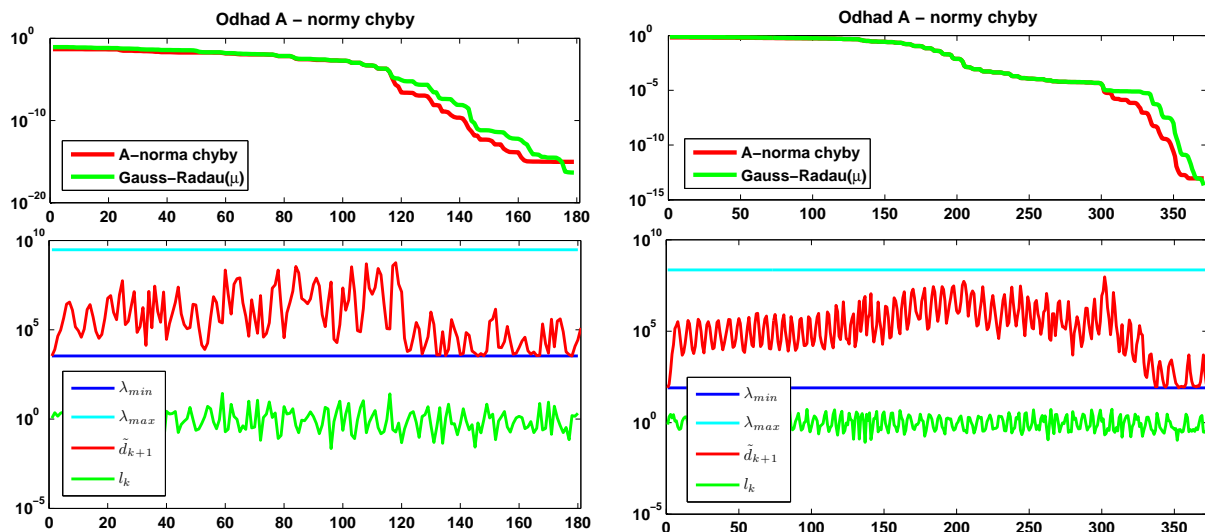 Odhad A − normy chyby
10^0
10^−10
10^−20
A−norma chyby
Gauss−Radau(μ)
0 20 40 60 80 100 120 140 160 180
10^10
10^5
10^0
10^−5
λ_min
λ_max
d̃_{k+1}
l_k
0 20 40 60 80 100 120 140 160 180
Odhad A − normy chyby
10^0
10^−5
10^−10
10^−15
A−norma chyby
Gauss−Radau(μ)
0 50 100 150 200 250 300 350
10^10
10^5
10^0
10^−5
λ_min
λ_max
d̃_{k+1}
l_k
0 50 100 150 200 250 300 350